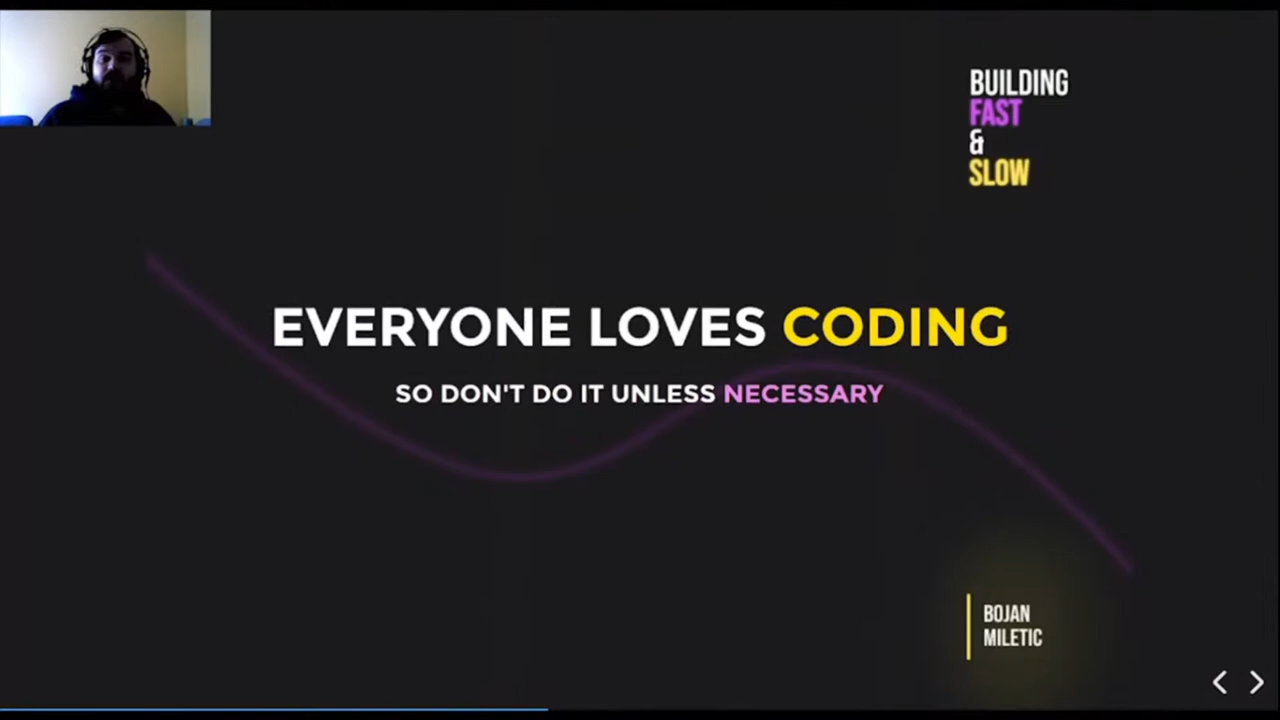 BUILDING
FAST
&
SLOW
EVERYONE LOVES CODING
SO DON'T DO IT UNLESS NECESSARY
BOJAN
MILETIC